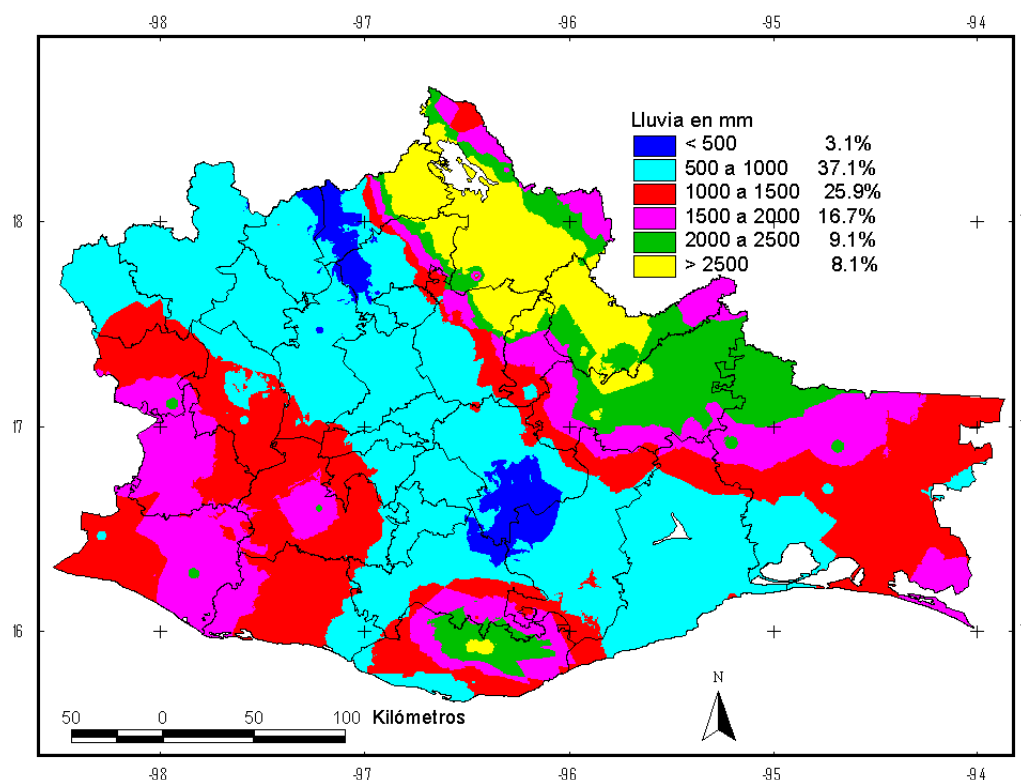 -98 -97 -96 -95 -94
Lluvia en mm
< 500 3.1%
500 a 1000 37.1%
1000 a 1500 25.9%
1500 a 2000 16.7%
2000 a 2500 9.1%
> 2500 8.1%
18
17
16
N
50 0 50 100 Kilómetros
-98 -97 -96 -95 -94